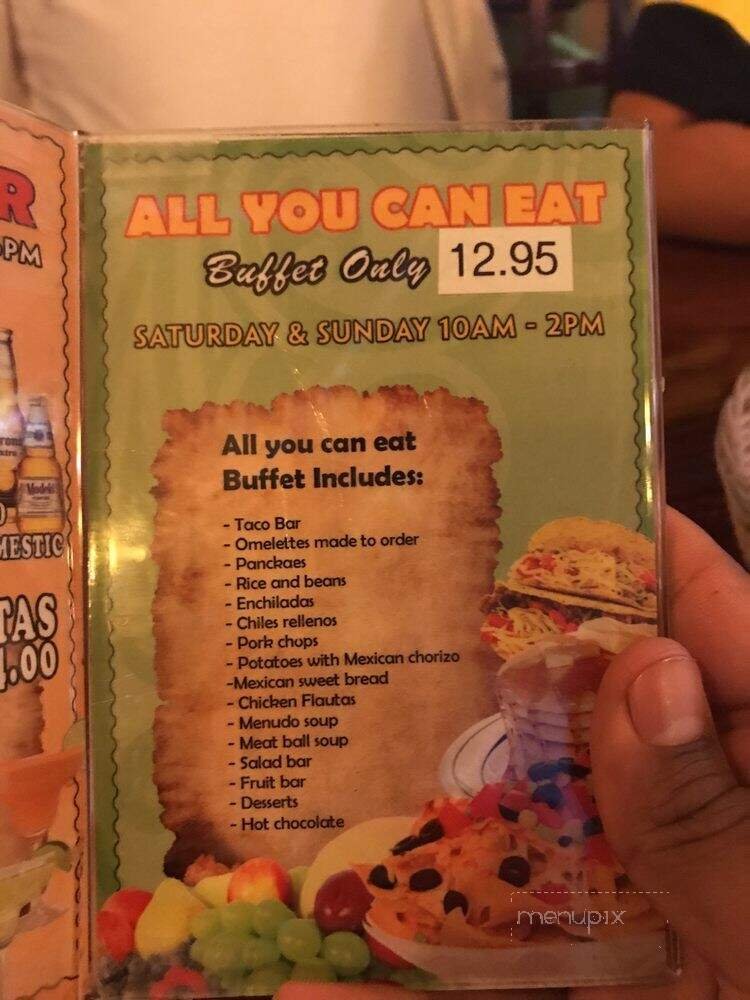 R
PM
MESTIC
TAS
.00
ALL YOU CAN EAT
Buffet Only 12.95
SATURDAY & SUNDAY 10AM - 2PM
All you can eat
Buffet Includes:
- Taco Bar
- Omelettes made to order
- Panckaes
- Rice and beans
- Enchiladas
- Chiles rellenos
- Pork chops
- Potatoes with Mexican chorizo
-Mexican sweet bread
- Chicken Flautas
- Menudo soup
- Meat ball soup
- Salad bar
- Fruit bar
- Desserts
- Hot chocolate
menupix